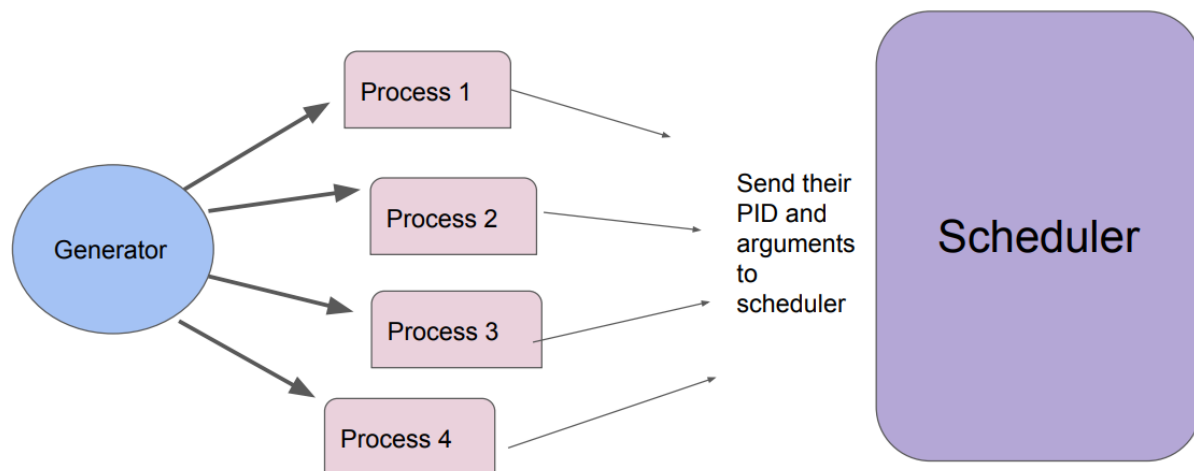 Process 1
Process 2
Generator
Process 3
Process 4
Send their
PID and
arguments
to
scheduler
Scheduler